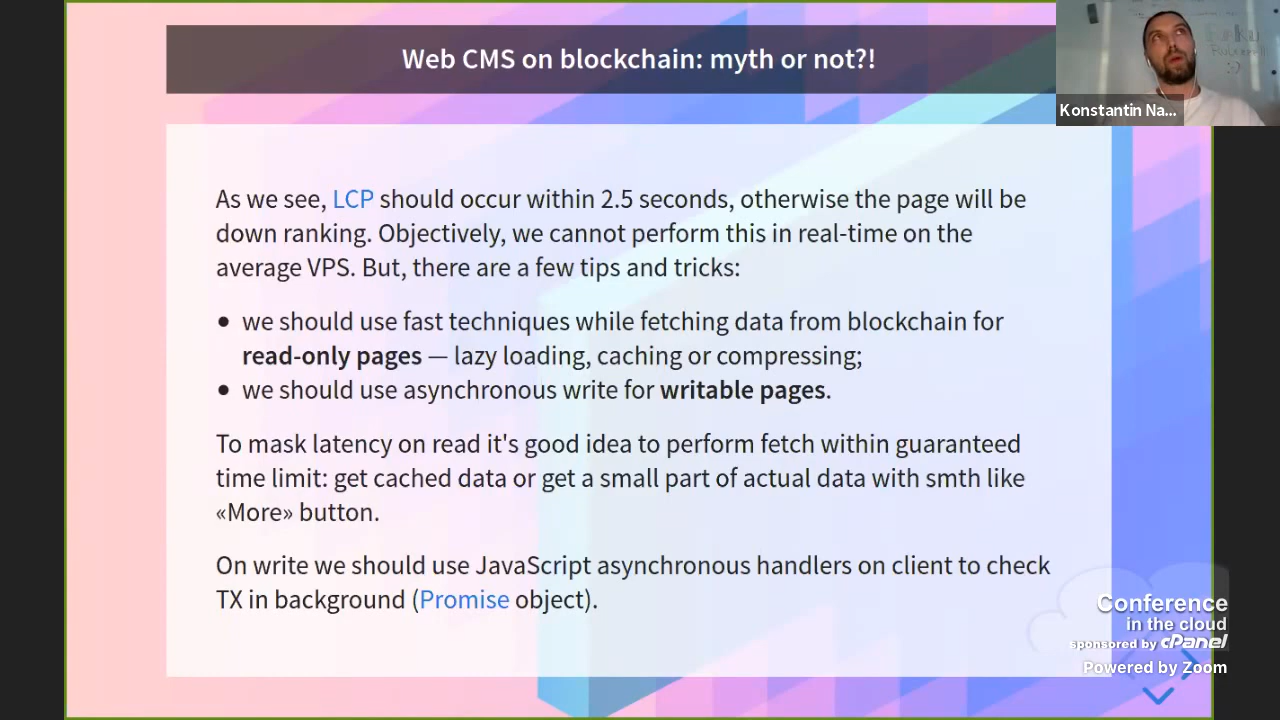 Web CMS on blockchain: myth or not?!
Konstantin Na...
As we see, LCP should occur within 2.5 seconds, otherwise the page will be
down ranking. Objectively, we cannot perform this in real-time on the
average VPS. But, there are a few tips and tricks:
• we should use fast techniques while fetching data from blockchain for
read-only pages — lazy loading, caching or compressing;
• we should use asynchronous write for writable pages.
To mask latency on read it's good idea to perform fetch within guaranteed
time limit: get cached data or get a small part of actual data with smth like
«More» button.
On write we should use JavaScript asynchronous handlers on client to check
TX in background (Promise object).
Conference
in the cloud
sponsored by cPanel
Powered by Zoom